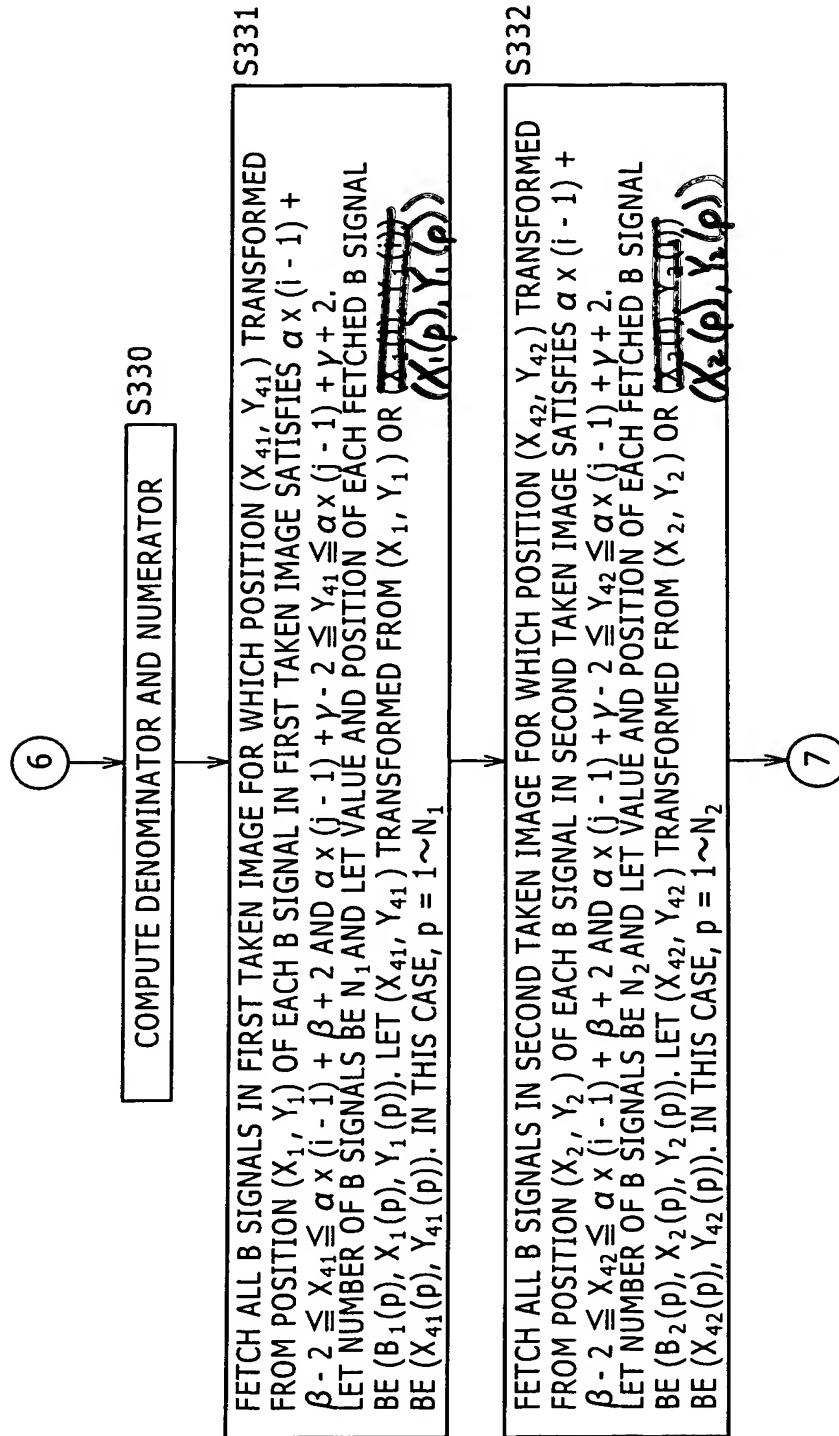 6
S330
COMPUTE DENOMINATOR AND NUMERATOR
S331
FETCH ALL B SIGNALS IN FIRST TAKEN IMAGE FOR WHICH POSITION (X₄₁, Y₄₁) TRANSFORMED
FROM POSITION (X₁, Y₁) OF EACH B SIGNAL IN FIRST TAKEN IMAGE SATISFIES α x (i - 1) +
β - 2 ≦ X₄₁ ≦ α x (i - 1) + β + 2 AND α x (j - 1) + γ - 2 ≦ Y₄₁ ≦ α x (j - 1) + γ + 2.
LET NUMBER OF B SIGNALS BE N₁ AND LET VALUE AND POSITION OF EACH FETCHED B SIGNAL
BE (B₁(p), X₁(p), Y₁(p)). LET (X₄₁, Y₄₁) TRANSFORMED FROM (X₁, Y₁) OR
(X₁(p), Y₁(p))
BE (X₄₁(p), Y₄₁(p)). IN THIS CASE, p = 1~N₁
S332
FETCH ALL B SIGNALS IN SECOND TAKEN IMAGE FOR WHICH POSITION (X₄₂, Y₄₂) TRANSFORMED
FROM POSITION (X₂, Y₂) OF EACH B SIGNAL IN SECOND TAKEN IMAGE SATISFIES α x (i - 1) +
β - 2 ≦ X₄₂ ≦ α x (i - 1) + β + 2 AND α x (j - 1) + γ - 2 ≦ Y₄₂ ≦ α x (j - 1) + γ + 2.
LET NUMBER OF B SIGNALS BE N₂ AND LET VALUE AND POSITION OF EACH FETCHED B SIGNAL
BE (B₂(p), X₂(p), Y₂(p)). LET (X₄₂, Y₄₂) TRANSFORMED FROM (X₂, Y₂) OR
(X₂(p), Y₂(p))
BE (X₄₂(p), Y₄₂(p)). IN THIS CASE, p = 1~N₂
7